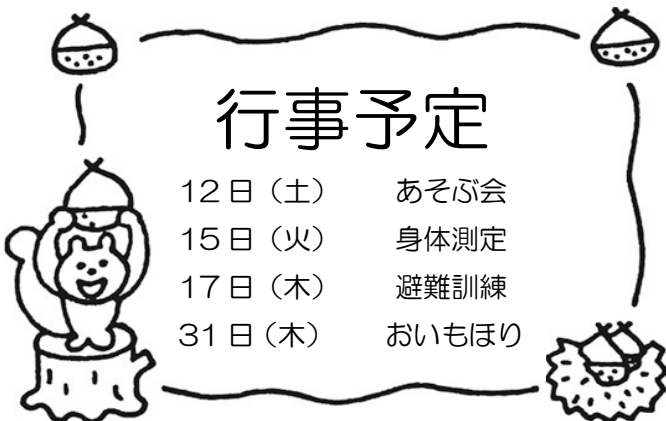 行事予定
12日（土） あそぶ会
15日（火） 身体測定
17日（木） 避難訓練
31日（木） おいもほり